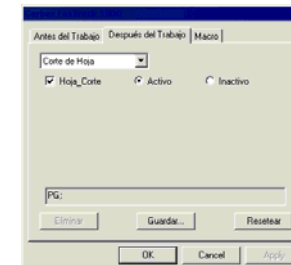 Antes del Trabajo Después del Trabajo Macro
Corte de Hoja
Hoja_Corte Activo Inactivo
PG:
Eliminar Guardar... Resetear
OK Cancel Apply